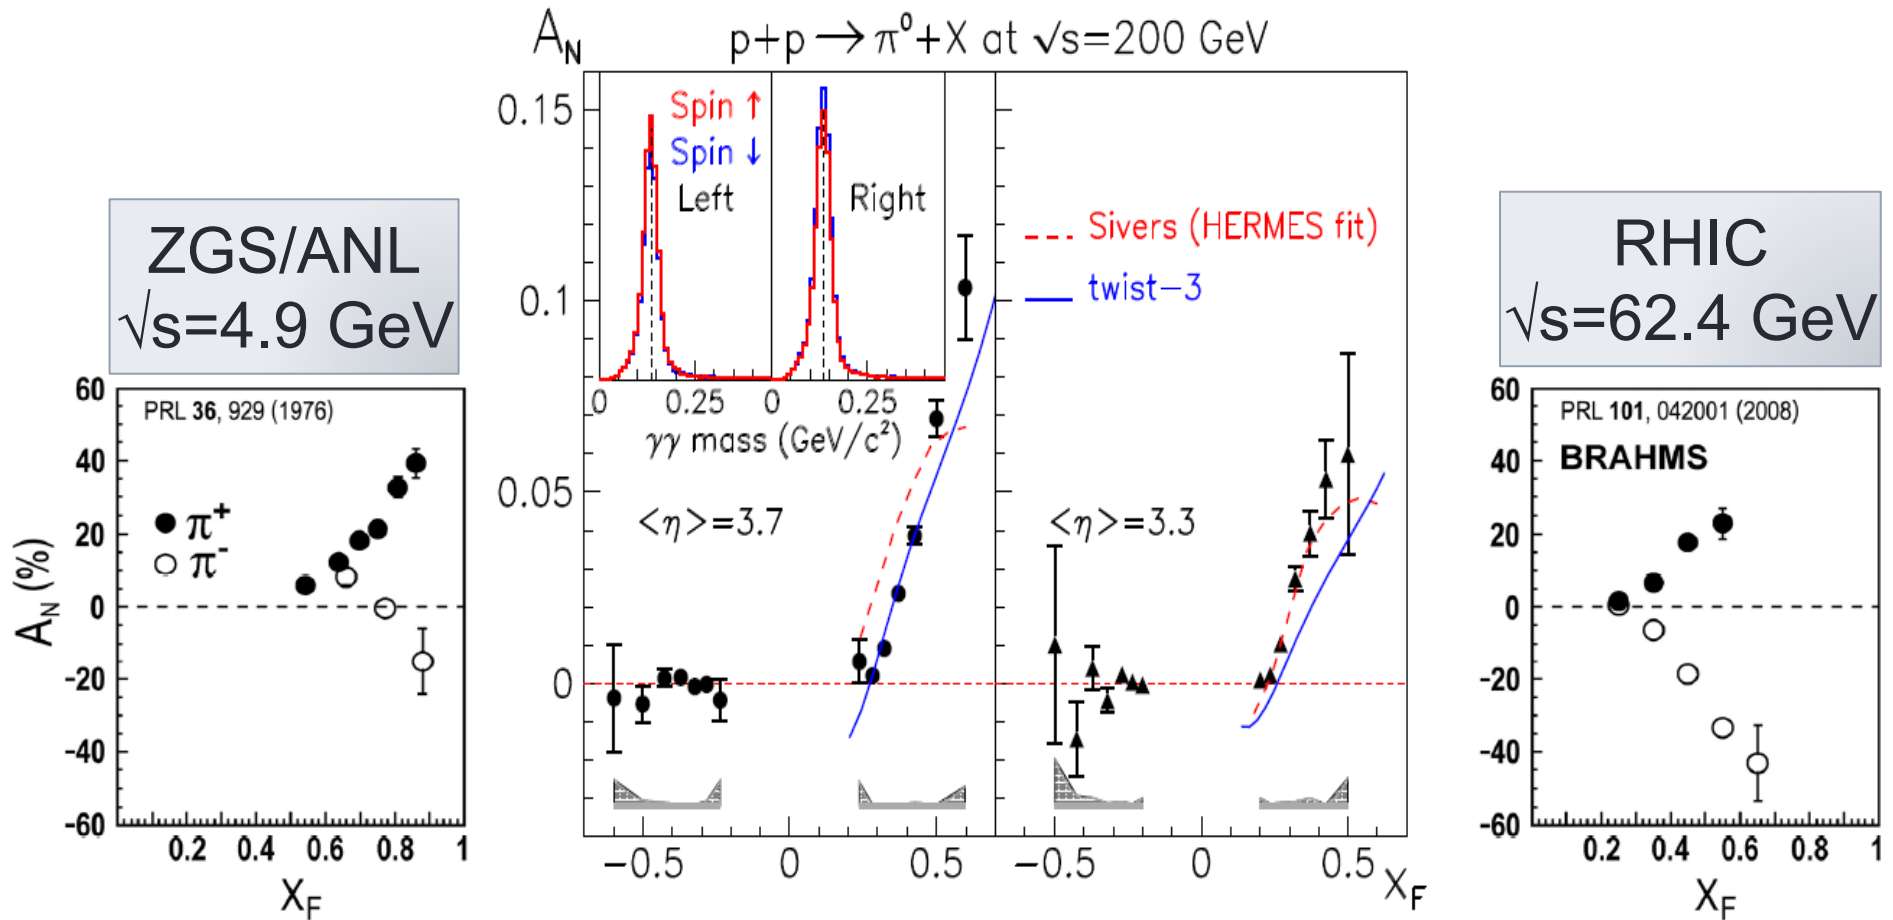 A_N p+p → π⁰+X at √s=200 GeV
ZGS/ANL
√s=4.9 GeV
60
40
20
0
-20
-40
-60
A_N (%)
PRL 36, 929 (1976)
π⁺
π⁻
0.2 0.4 0.6 0.8 1
X_F
0.15
0.1
0.05
0
Spin ↑
Spin ↓
Left
Right
0 0.25 0 0.25
γγ mass (GeV/c²)
<η>=3.7
−0.5 0 0.5
Sivers (HERMES fit)
twist−3
<η>=3.3
−0.5 0 0.5 X_F
RHIC
√s=62.4 GeV
60
40
20
0
-20
-40
-60
PRL 101, 042001 (2008)
BRAHMS
0.2 0.4 0.6 0.8 1
X_F